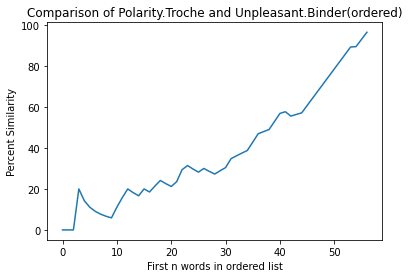 Comparison of Polarity.Troche and Unpleasant.Binder(ordered)
100
80
60
40
20
0
Percent Similarity
0 10 20 30 40 50
First n words in ordered list